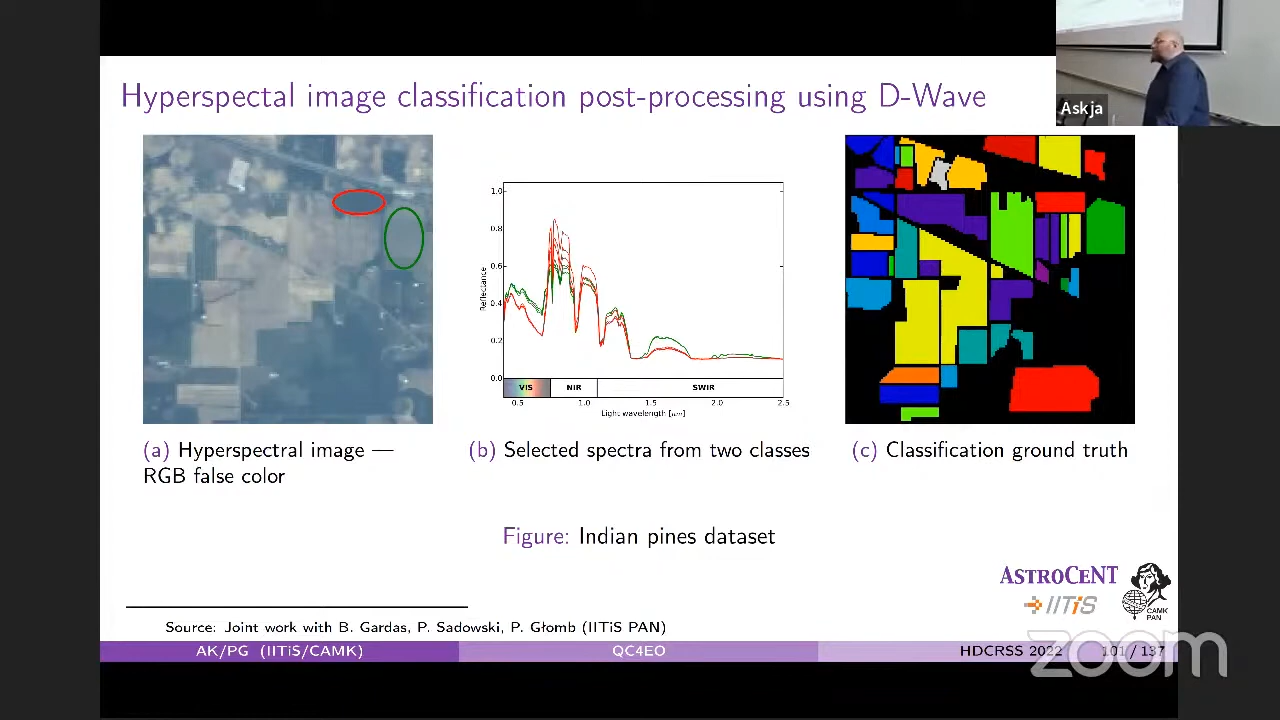 Hyperspectal image classification post-processing using D-Wave
Askja
1.0
0.8
0.6
0.4
0.2
0.0
Reflectance
VIS
NIR
SWIR
0.5
1.0
1.5
2.0
2.5
Light wavelength [μm]
(a) Hyperspectral image —
RGB false color
(b) Selected spectra from two classes
(c) Classification ground truth
Figure: Indian pines dataset
ASTROCENT
IITiS
CAMK
PAN
Source: Joint work with B. Gardas, P. Sadowski, P. Głomb (IITiS PAN)
AK/PG (IITiS/CAMK)
QC4EO
HDCRSS 2022
101 / 137
zoom